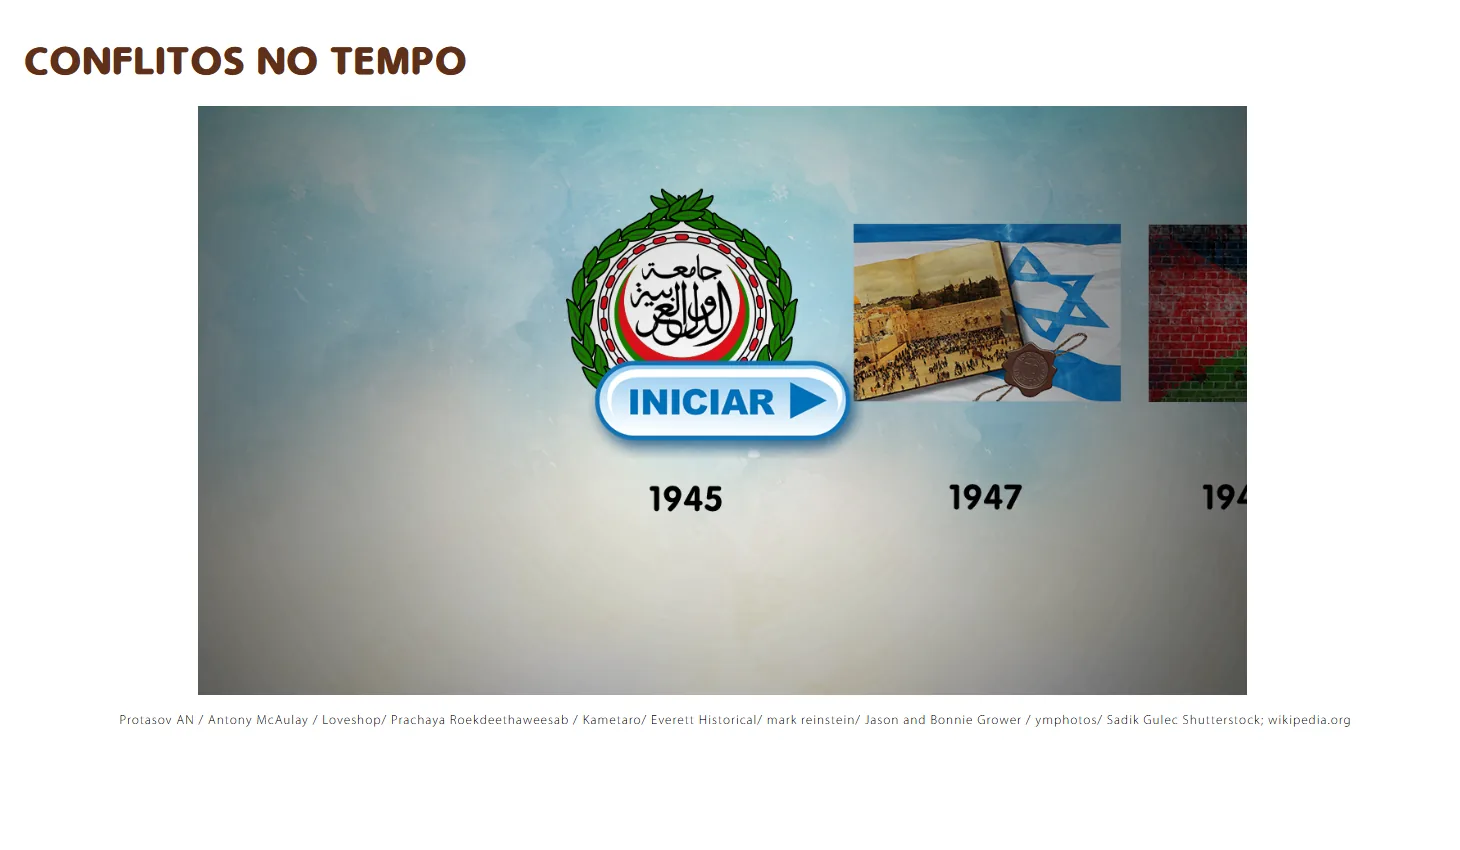 CONFLITOS NO TEMPO
جامعة
الدول العربية
INICIAR
1945
1947
194
Protasov AN / Antony McAulay / Loveshop/ Prachaya Roekdeethaweesab / Kametaro/ Everett Historical/ mark reinstein/ Jason and Bonnie Grower / ymphotos/ Sadik Gulec Shutterstock; wikipedia.org